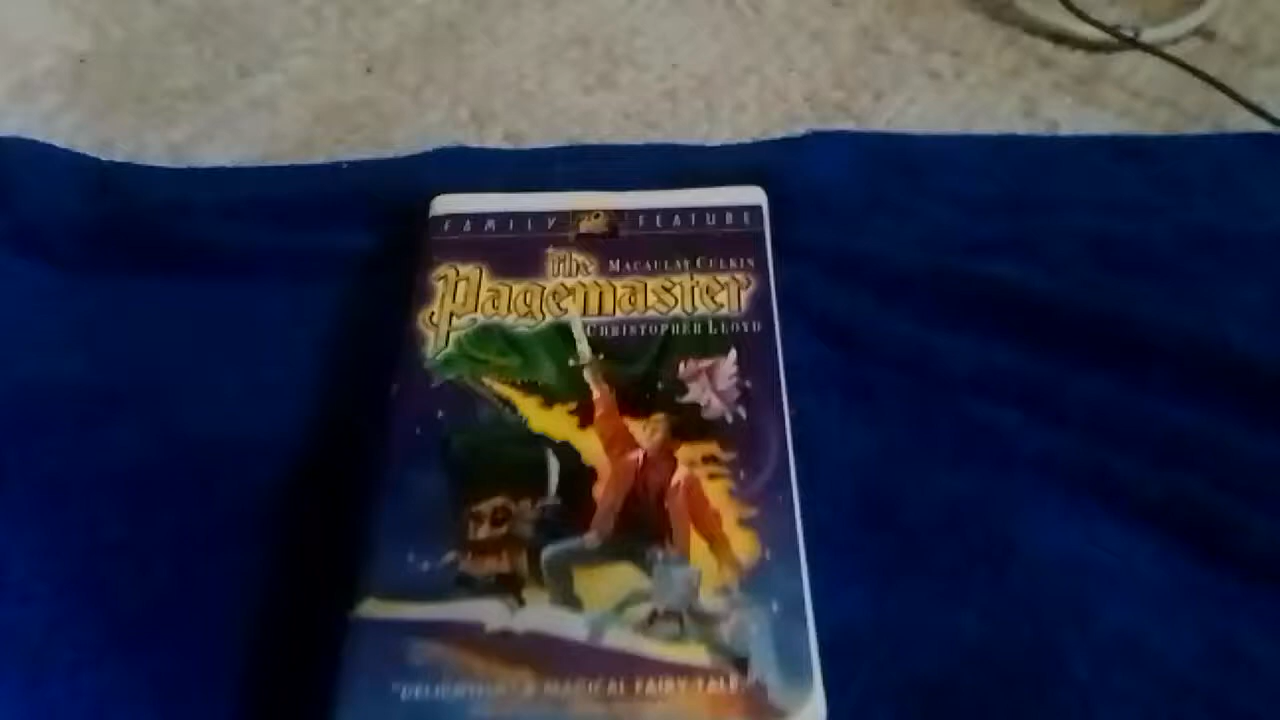 FAMILY FEATURE
The
MACAULAY CULKIN
Pagemaster
CHRISTOPHER LLOYD
"DELIGHTFUL! A MAGICAL FAIRY TALE."